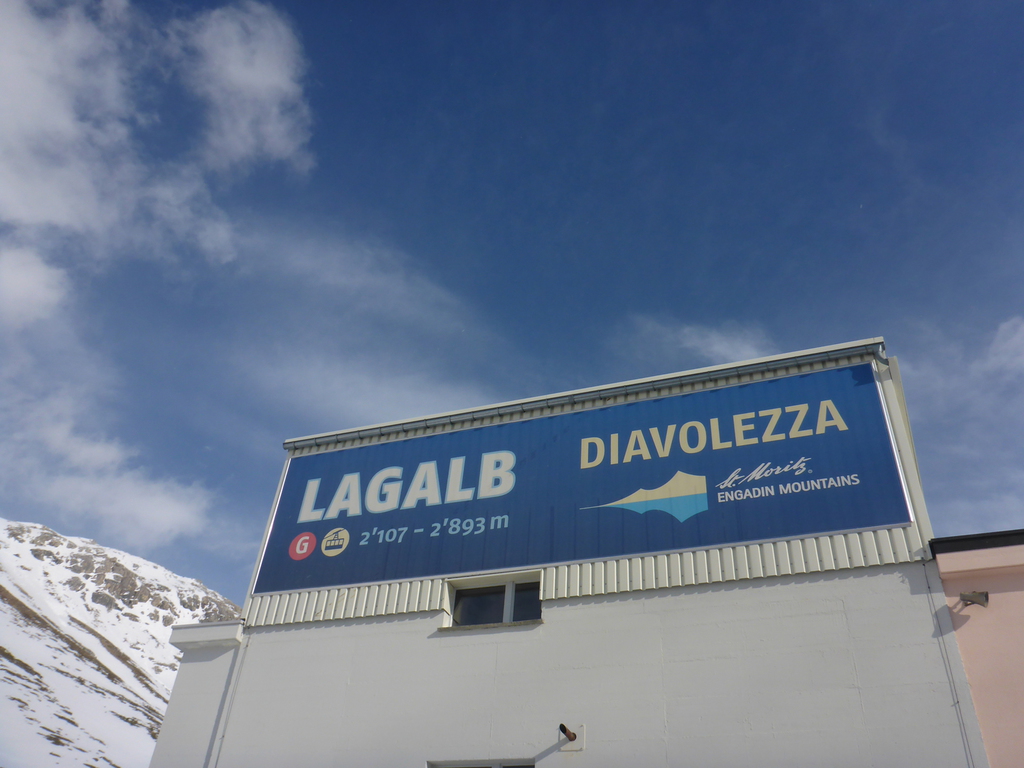 LAGALB
G 2'107 - 2'893 m
DIAVOLEZZA
St. Moritz®
ENGADIN MOUNTAINS